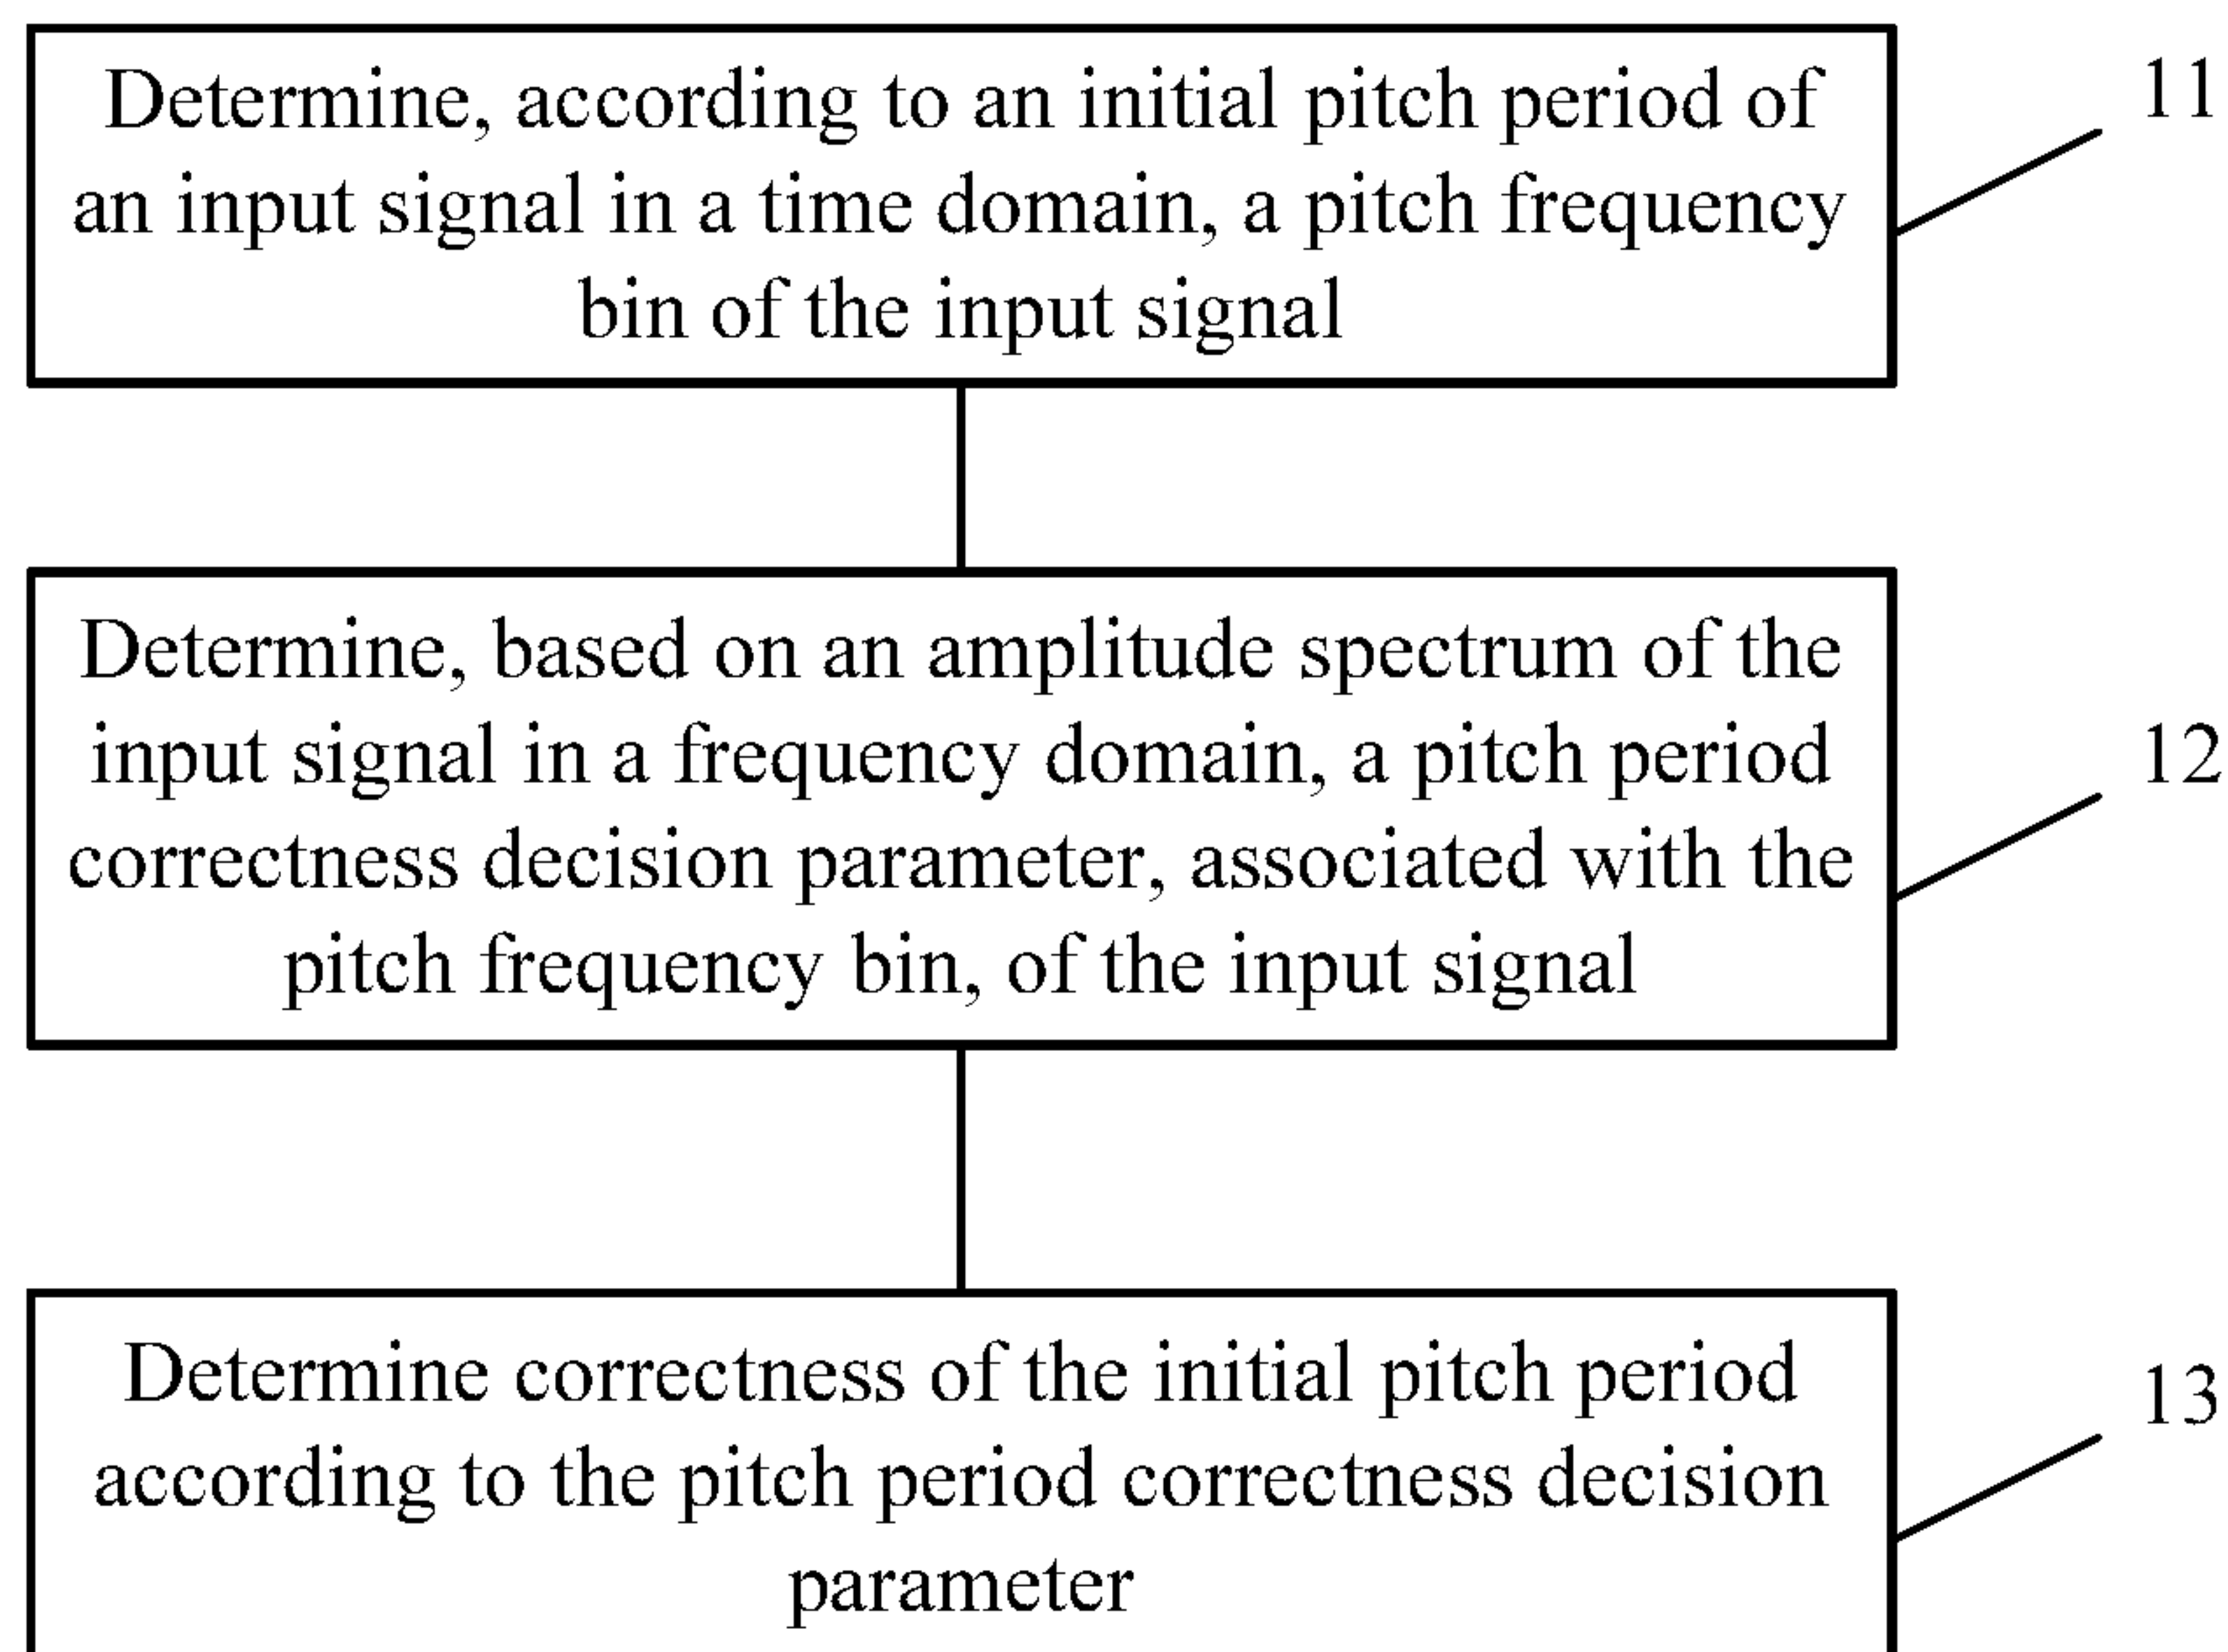 Determine, according to an initial pitch period of
an input signal in a time domain, a pitch frequency
bin of the input signal
11
Determine, based on an amplitude spectrum of the
input signal in a frequency domain, a pitch period
correctness decision parameter, associated with the
pitch frequency bin, of the input signal
12
Determine correctness of the initial pitch period
according to the pitch period correctness decision
parameter
13